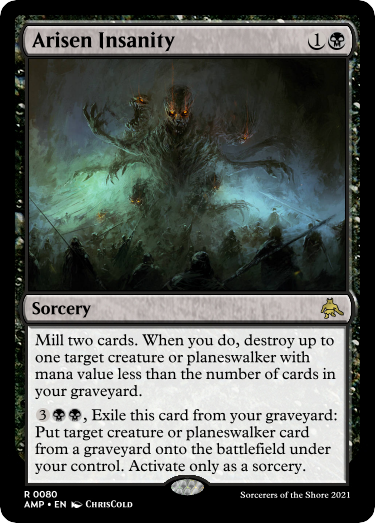 Arisen Insanity 1
Sorcery
Mill two cards. When you do, destroy up to
one target creature or planeswalker with
mana value less than the number of cards in
your graveyard.
3, Exile this card from your graveyard:
Put target creature or planeswalker card
from a graveyard onto the battlefield under
your control. Activate only as a sorcery.
R 0080
AMP • EN ChrisCold
Sorcerers of the Shore 2021